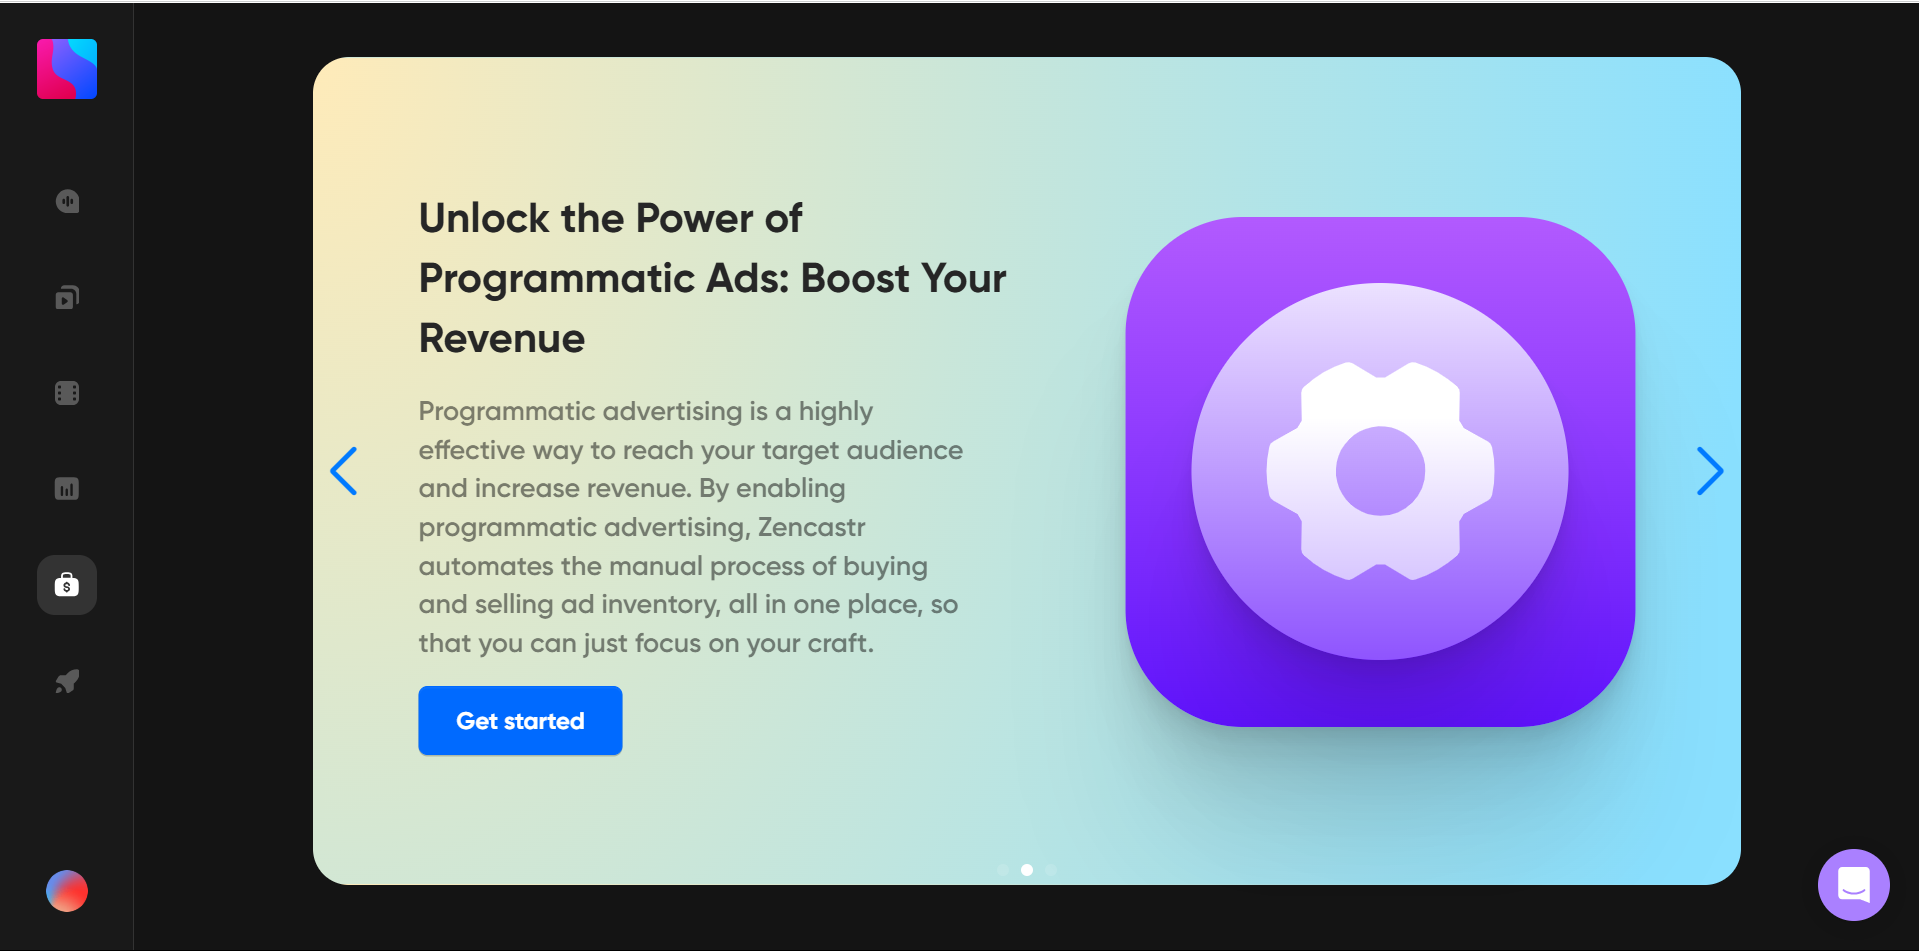 Unlock the Power of
Programmatic Ads: Boost Your
Revenue
Programmatic advertising is a highly
effective way to reach your target audience
and increase revenue. By enabling
programmatic advertising, Zencastr
automates the manual process of buying
and selling ad inventory, all in one place, so
that you can just focus on your craft.
Get started